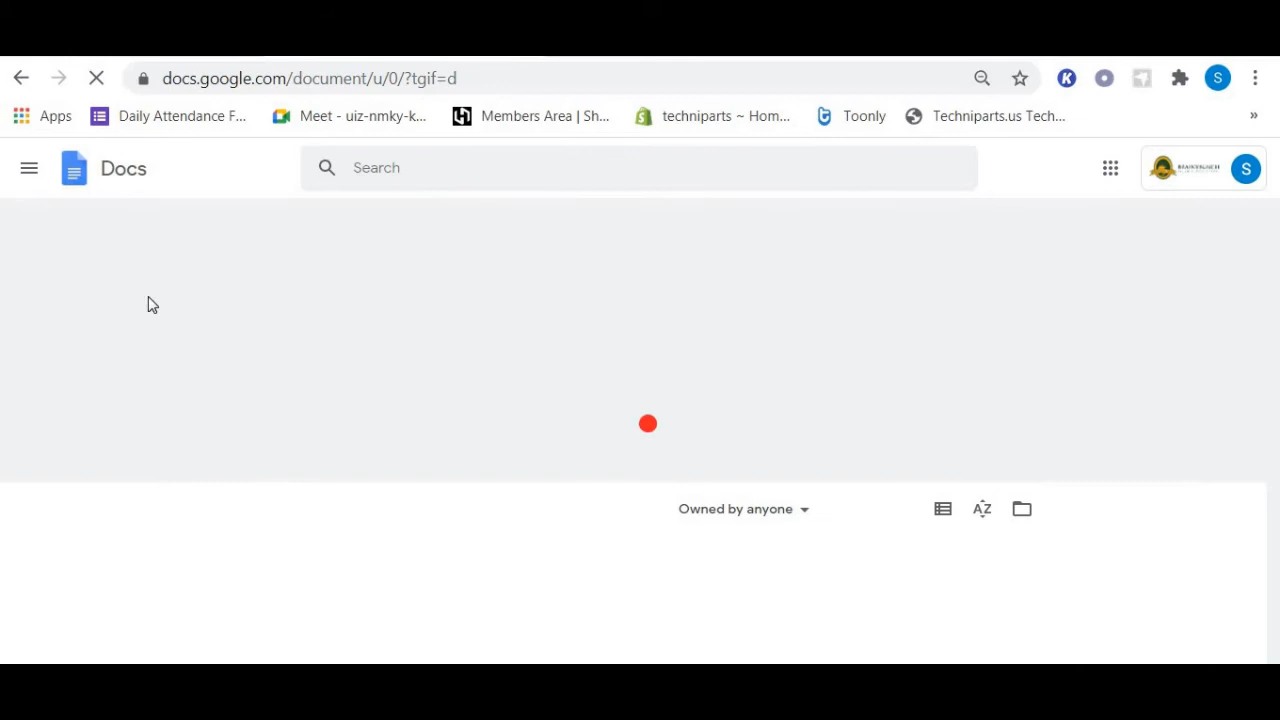 docs.google.com/document/u/0/?tgif=d
K
S
Apps
Daily Attendance F...
Meet - uiz-nmky-k...
Members Area | Sh...
techniparts ~ Hom...
Toonly
Techniparts.us Tech...
»
Docs
Search
S
Owned by anyone
AZ